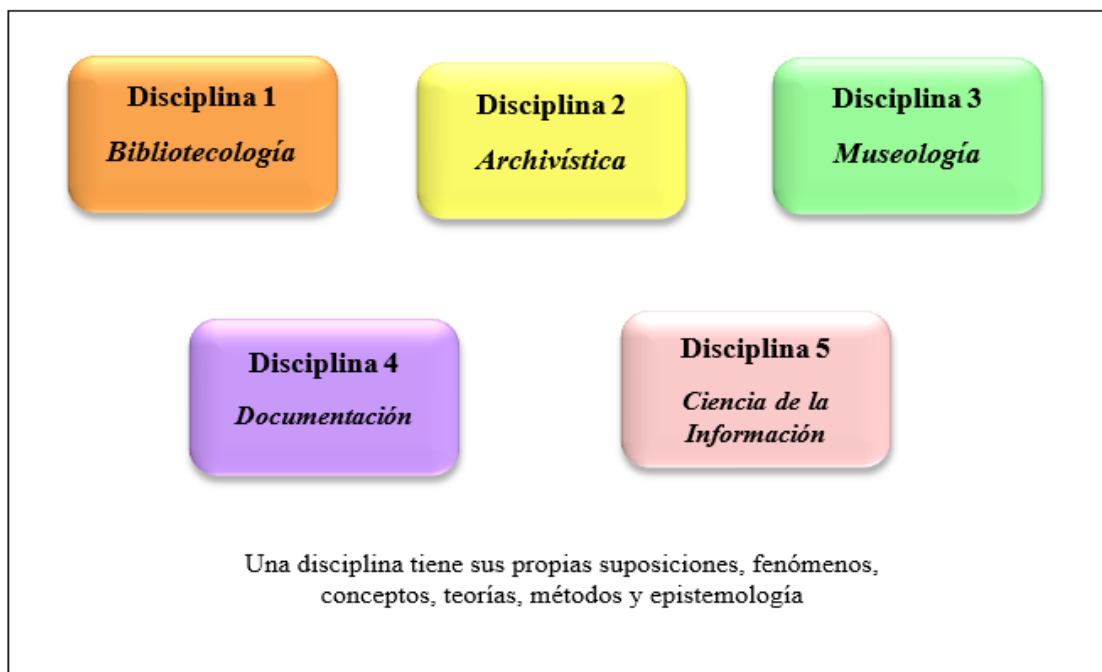 Disciplina 1
Bibliotecología
Disciplina 2
Archivística
Disciplina 3
Museología
Disciplina 4
Documentación
Disciplina 5
Ciencia de la
Información
Una disciplina tiene sus propias suposiciones, fenómenos,
conceptos, teorías, métodos y epistemología